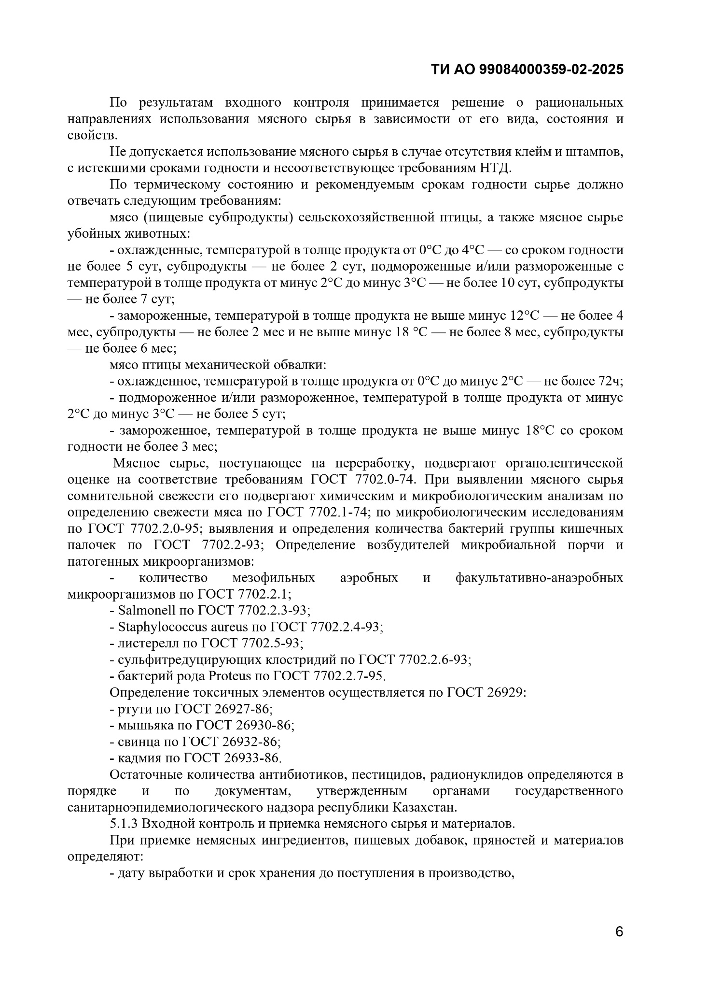 ТИ АО 99084000359-02-2025
По результатам входного контроля принимается решение о рациональных
направлениях использования мясного сырья в зависимости от его вида, состояния и
свойств.
Не допускается использование мясного сырья в случае отсутствия клейм и штампов,
с истекшими сроками годности и несоответствующее требованиям НТД.
По термическому состоянию и рекомендуемым срокам годности сырье должно
отвечать следующим требованиям:
мясо (пищевые субпродукты) сельскохозяйственной птицы, а также мясное сырье
убойных животных:
- охлажденные, температурой в толще продукта от 0°С до 4°С — со сроком годности
не более 5 сут, субпродукты — не более 2 сут, подмороженные и/или размороженные с
температурой в толще продукта от минус 2°С до минус 3°С — не более 10 сут, субпродукты
— не более 7 сут;
- замороженные, температурой в толще продукта не выше минус 12°С — не более 4
мес, субпродукты — не более 2 мес и не выше минус 18 °С — не более 8 мес, субпродукты
— не более 6 мес;
мясо птицы механической обвалки:
- охлажденное, температурой в толще продукта от 0°С до минус 2°С — не более 72ч;
- подмороженное и/или размороженное, температурой в толще продукта от минус
2°С до минус 3°С — не более 5 сут;
- замороженное, температурой в толще продукта не выше минус 18°С со сроком
годности не более 3 мес;
Мясное сырье, поступающее на переработку, подвергают органолептической
оценке на соответствие требованиям ГОСТ 7702.0-74. При выявлении мясного сырья
сомнительной свежести его подвергают химическим и микробиологическим анализам по
определению свежести мяса по ГОСТ 7702.1-74; по микробиологическим исследованиям
по ГОСТ 7702.2.0-95; выявления и определения количества бактерий группы кишечных
палочек по ГОСТ 7702.2-93; Определение возбудителей микробиальной порчи и
патогенных микроорганизмов:
- количество мезофильных аэробных и факультативно-анаэробных
микроорганизмов по ГОСТ 7702.2.1;
- Salmonell по ГОСТ 7702.2.3-93;
- Staphylococcus aureus по ГОСТ 7702.2.4-93;
- листерелл по ГОСТ 7702.5-93;
- сульфитредуцирующих клостридий по ГОСТ 7702.2.6-93;
- бактерий рода Proteus по ГОСТ 7702.2.7-95.
Определение токсичных элементов осуществляется по ГОСТ 26929:
- ртути по ГОСТ 26927-86;
- мышьяка по ГОСТ 26930-86;
- свинца по ГОСТ 26932-86;
- кадмия по ГОСТ 26933-86.
Остаточные количества антибиотиков, пестицидов, радионуклидов определяются в
порядке и по документам, утвержденным органами государственного
санитарноэпидемиологического надзора республики Казахстан.
5.1.3 Входной контроль и приемка немясного сырья и материалов.
При приемке немясных ингредиентов, пищевых добавок, пряностей и материалов
определяют:
- дату выработки и срок хранения до поступления в производство,
6